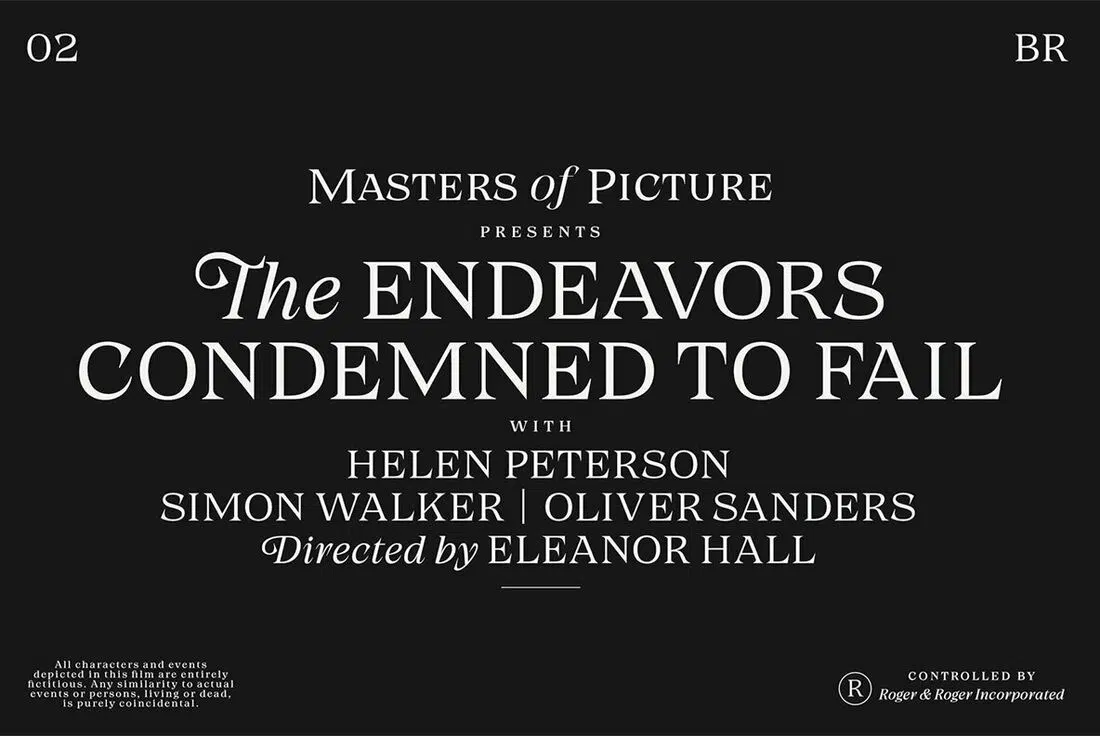 02
BR
MASTERS of PICTURE
PRESENTS
The ENDEAVORS
CONDEMNED TO FAIL
WITH
HELEN PETERSON
SIMON WALKER | OLIVER SANDERS
Directed by ELEANOR HALL
All characters and events
depicted in this film are entirely
fictitious. Any similarity to actual
events or persons, living or dead,
is purely coincidental.
R
CONTROLLED BY
Roger & Roger Incorporated